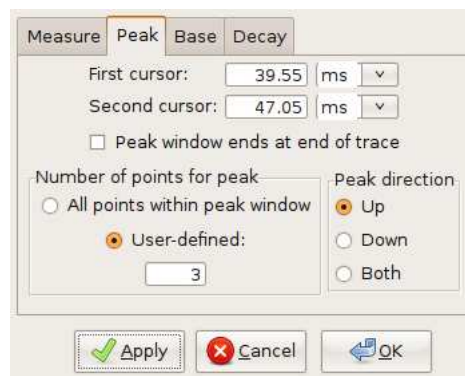 Measure Peak Base Decay
First cursor: 39.55 ms
Second cursor: 47.05 ms
Peak window ends at end of trace
Number of points for peak
All points within peak window
User-defined:
3
Peak direction
Up
Down
Both
Apply Cancel OK